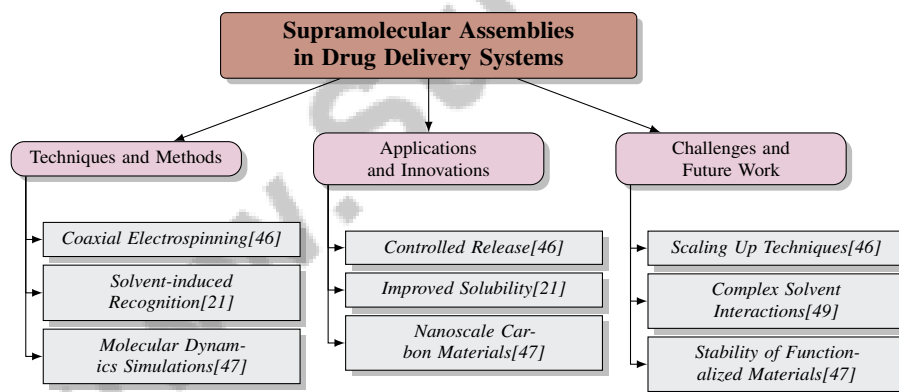 Supramolecular Assemblies
in Drug Delivery Systems
Techniques and Methods
Coaxial Electrospinning[46]
Solvent-induced
Recognition[21]
Molecular Dynam-
ics Simulations[47]
Applications
and Innovations
Controlled Release[46]
Improved Solubility[21]
Nanoscale Car-
bon Materials[47]
Challenges and
Future Work
Scaling Up Techniques[46]
Complex Solvent
Interactions[49]
Stability of Function-
alized Materials[47]